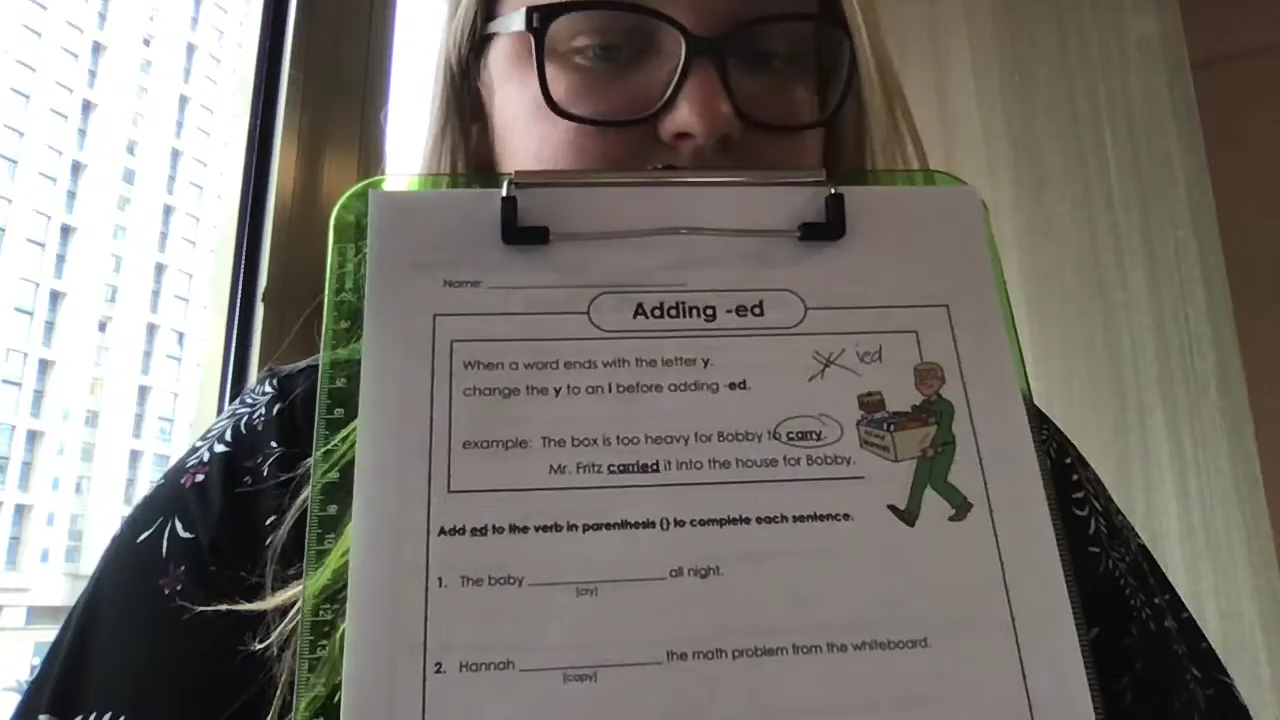 Name:
Adding -ed
When a word ends with the letter y.
change the y to an i before adding -ed.
ied
example: The box is too heavy for Bobby to carry.
Mr. Fritz carried it into the house for Bobby.
Add ed to the verb in parenthesis () to complete each sentence.
1. The baby ____________ all night.
(cry)
2. Hannah ____________ the math problem from the whiteboard.
(copy)